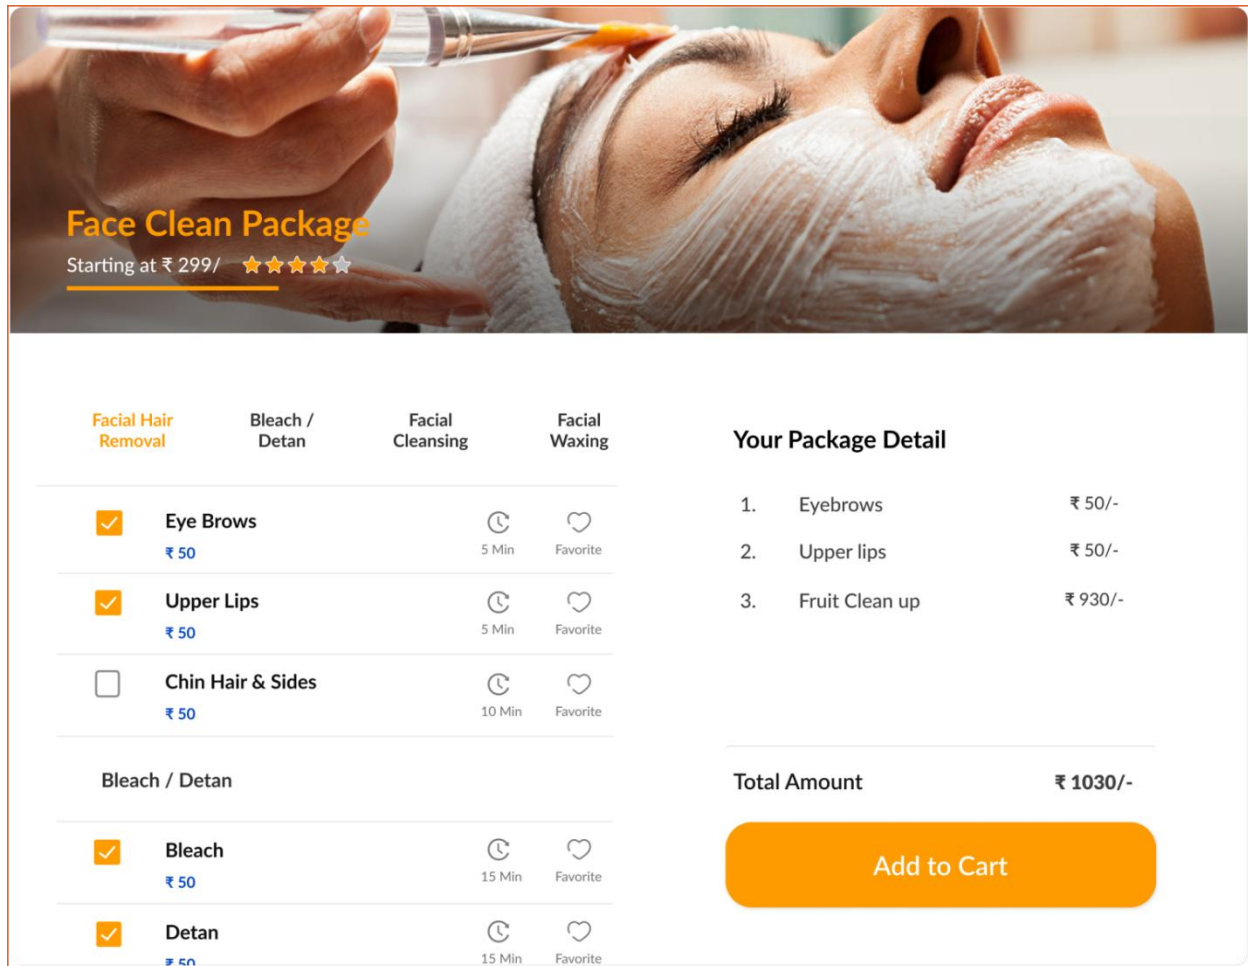 Face Clean Package
Starting at ₹ 299/
Facial Hair
Removal
Bleach /
Detan
Facial
Cleansing
Facial
Waxing
Eye Brows
₹ 50
5 Min
Favorite
Upper Lips
₹ 50
5 Min
Favorite
Chin Hair & Sides
₹ 50
10 Min
Favorite
Bleach / Detan
Bleach
₹ 50
15 Min
Favorite
Detan
₹ 50
15 Min
Favorite
Your Package Detail
1. Eyebrows ₹ 50/-
2. Upper lips ₹ 50/-
3. Fruit Clean up ₹ 930/-
Total Amount ₹ 1030/-
Add to Cart